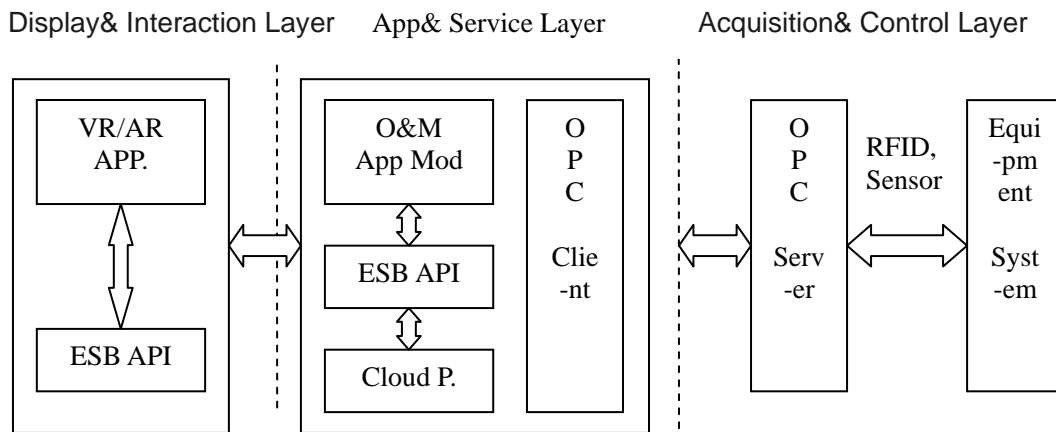 Display& Interaction Layer
App& Service Layer
Acquisition& Control Layer
VR/AR
APP.
ESB API
O&M
App Mod
ESB API
Cloud P.
O
P
C
Clie
-nt
O
P
C
Serv
-er
RFID,
Sensor
Equi
-pm
ent
Syst
-em